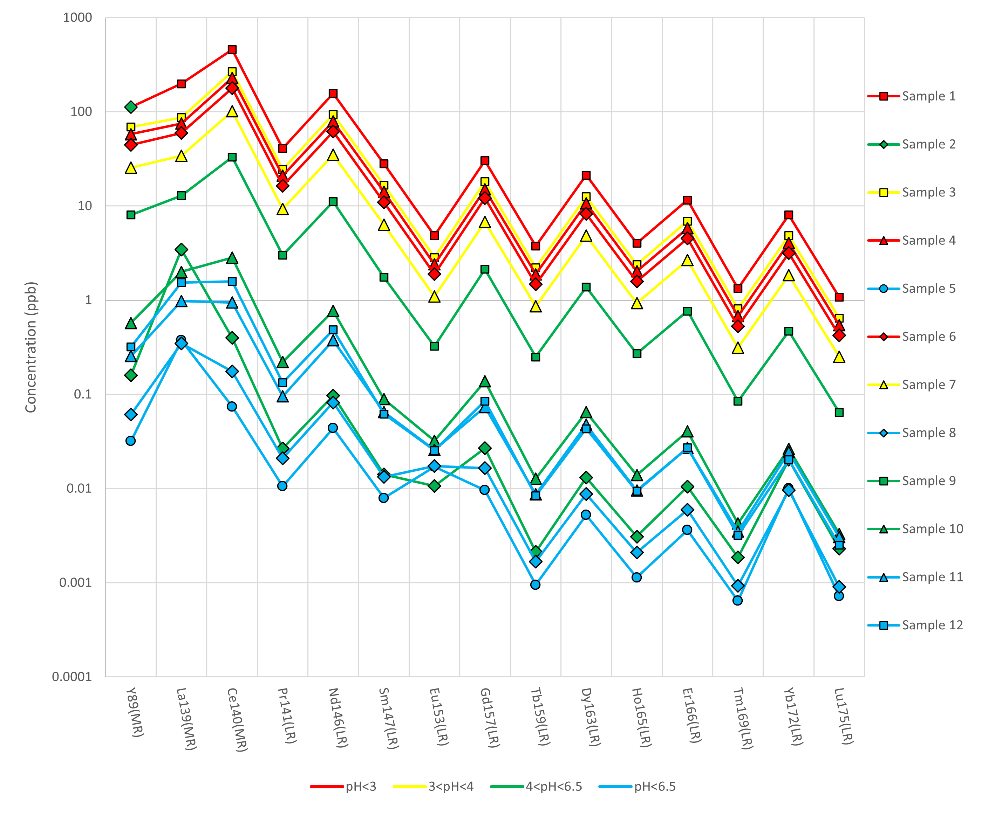 1000
100
10
1
0.1
0.01
0.001
0.0001
Concentration (ppb)
Y89(MR)
La139(MR)
Ce140(MR)
Pr141(LR)
Nd146(LR)
Sm147(LR)
Eu153(LR)
Gd157(LR)
Tb159(LR)
Dy163(LR)
Ho165(LR)
Er166(LR)
Tm169(LR)
Yb172(LR)
Lu175(LR)
Sample 1
Sample 2
Sample 3
Sample 4
Sample 5
Sample 6
Sample 7
Sample 8
Sample 9
Sample 10
Sample 11
Sample 12
pH<3 3<pH<4 4<pH<6.5 pH<6.5